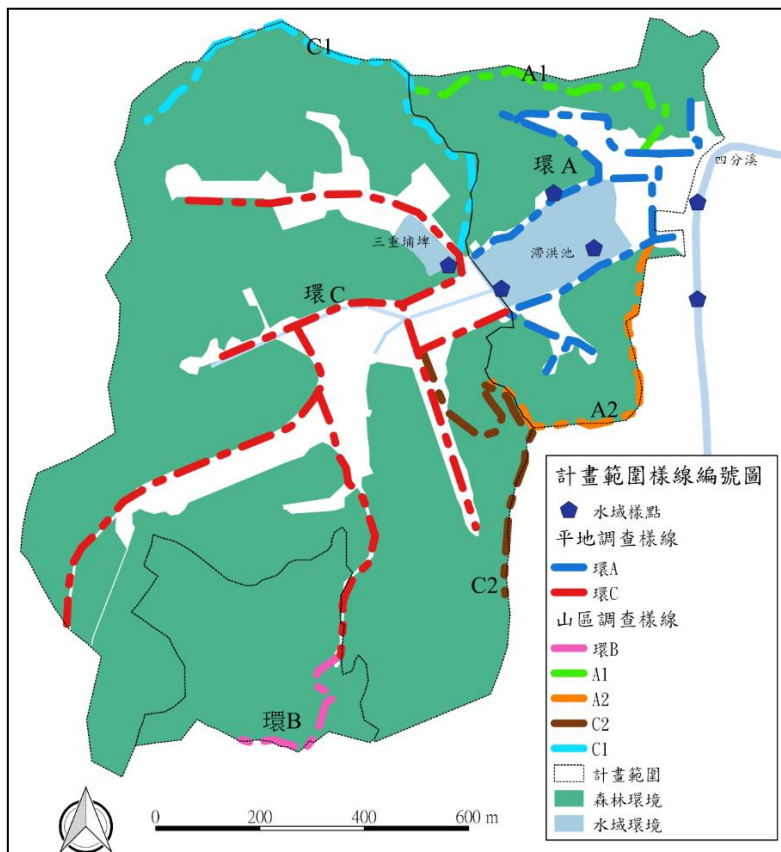 C1
A1
四分溪
環A
三重埔埤
滯洪池
環C
A2
C2
環B
計畫範圍樣線編號圖
水域樣點
平地調查樣線
環A
環C
山區調查樣線
環B
A1
A2
C2
C1
計畫範圍
森林環境
水域環境
0 200 400 600 m